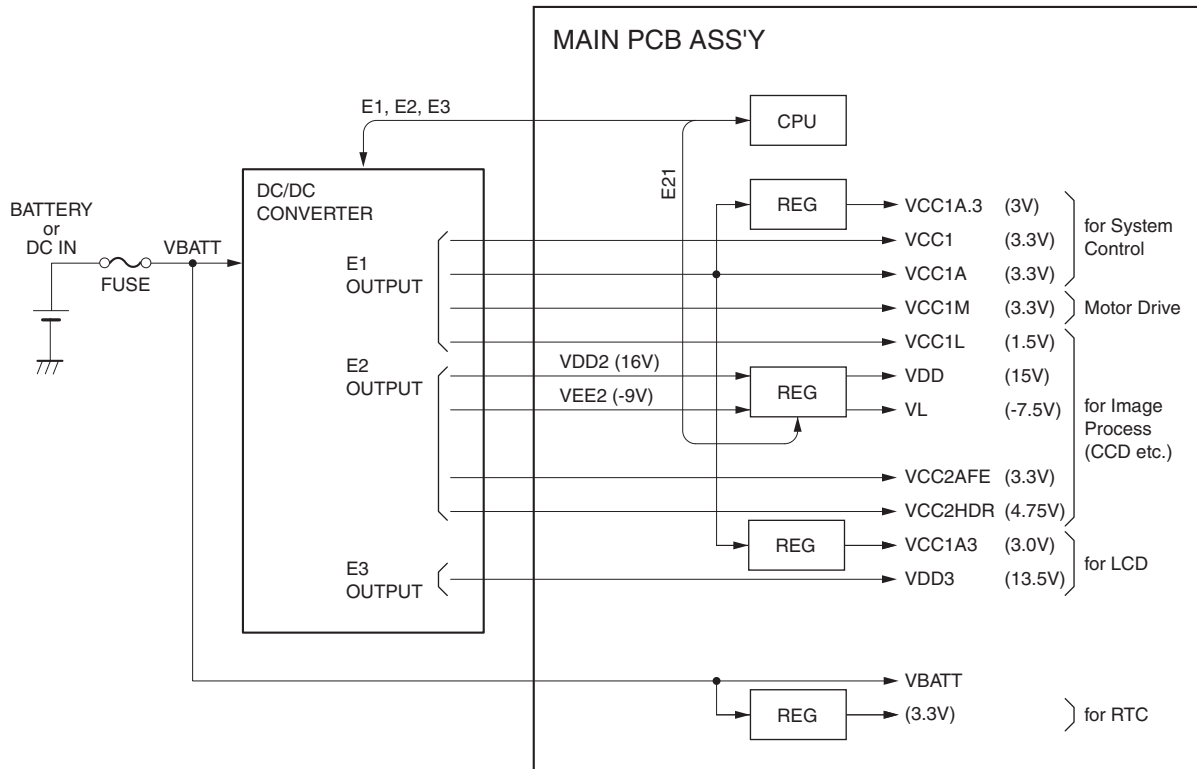 MAIN PCB ASS'Y
E1, E2, E3
CPU
E21
DC/DC
CONVERTER
BATTERY
or
DC IN
VBATT
FUSE
REG
VCC1A.3 (3V)
VCC1 (3.3V)
for System
Control
E1
OUTPUT
VCC1A (3.3V)
VCC1M (3.3V)
Motor Drive
VCC1L (1.5V)
E2
OUTPUT
VDD2 (16V)
VEE2 (-9V)
REG
VDD (15V)
VL (-7.5V)
for Image
Process
(CCD etc.)
VCC2AFE (3.3V)
VCC2HDR (4.75V)
REG
VCC1A3 (3.0V)
for LCD
E3
OUTPUT
VDD3 (13.5V)
VBATT
REG
(3.3V)
for RTC